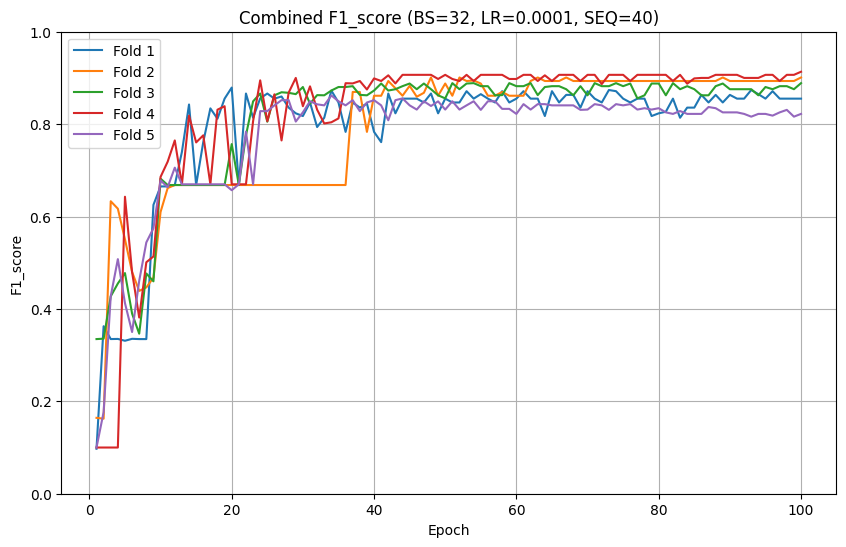 Combined F1_score (BS=32, LR=0.0001, SEQ=40)
Fold 1
Fold 2
Fold 3
Fold 4
Fold 5
1.0
0.8
0.6
0.4
0.2
0.0
F1_score
0 20 40 60 80 100
Epoch